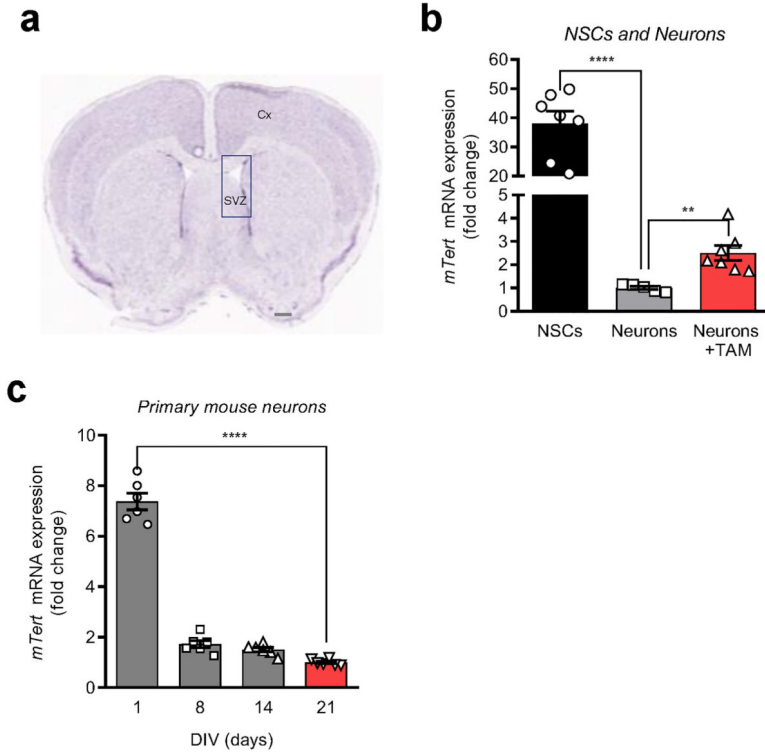 a
Cx
SVZ
b
NSCs and Neurons
mTert mRNA expression
(fold change)
60
50
40
30
20
5
4
3
2
1
0
****
**
NSCs
Neurons
Neurons
+TAM
c
Primary mouse neurons
mTert mRNA expression
(fold change)
10
8
6
4
2
0
****
1
8
14
21
DIV (days)